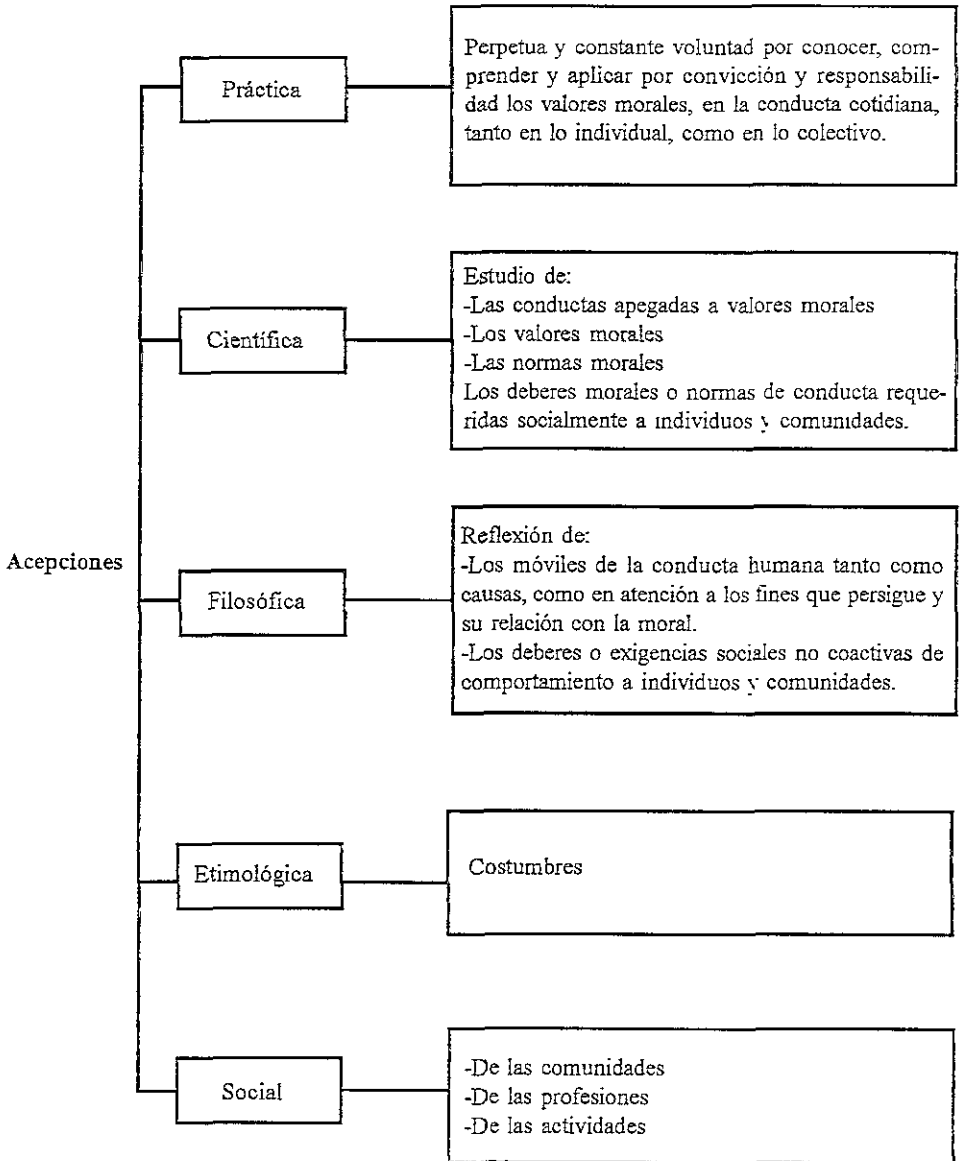 Práctica
Perpetua y constante voluntad por conocer, com-
prender y aplicar por convicción y responsabili-
dad los valores morales, en la conducta cotidiana,
tanto en lo individual, como en lo colectivo.
Científica
Estudio de:
-Las conductas apegadas a valores morales
-Los valores morales
-Las normas morales
Los deberes morales o normas de conducta reque-
ridas socialmente a individuos y comunidades.
Acepciones
Filosófica
Reflexión de:
-Los móviles de la conducta humana tanto como
causas, como en atención a los fines que persigue y
su relación con la moral.
-Los deberes o exigencias sociales no coactivas de
comportamiento a individuos y comunidades.
Etimológica
Costumbres
Social
-De las comunidades
-De las profesiones
-De las actividades